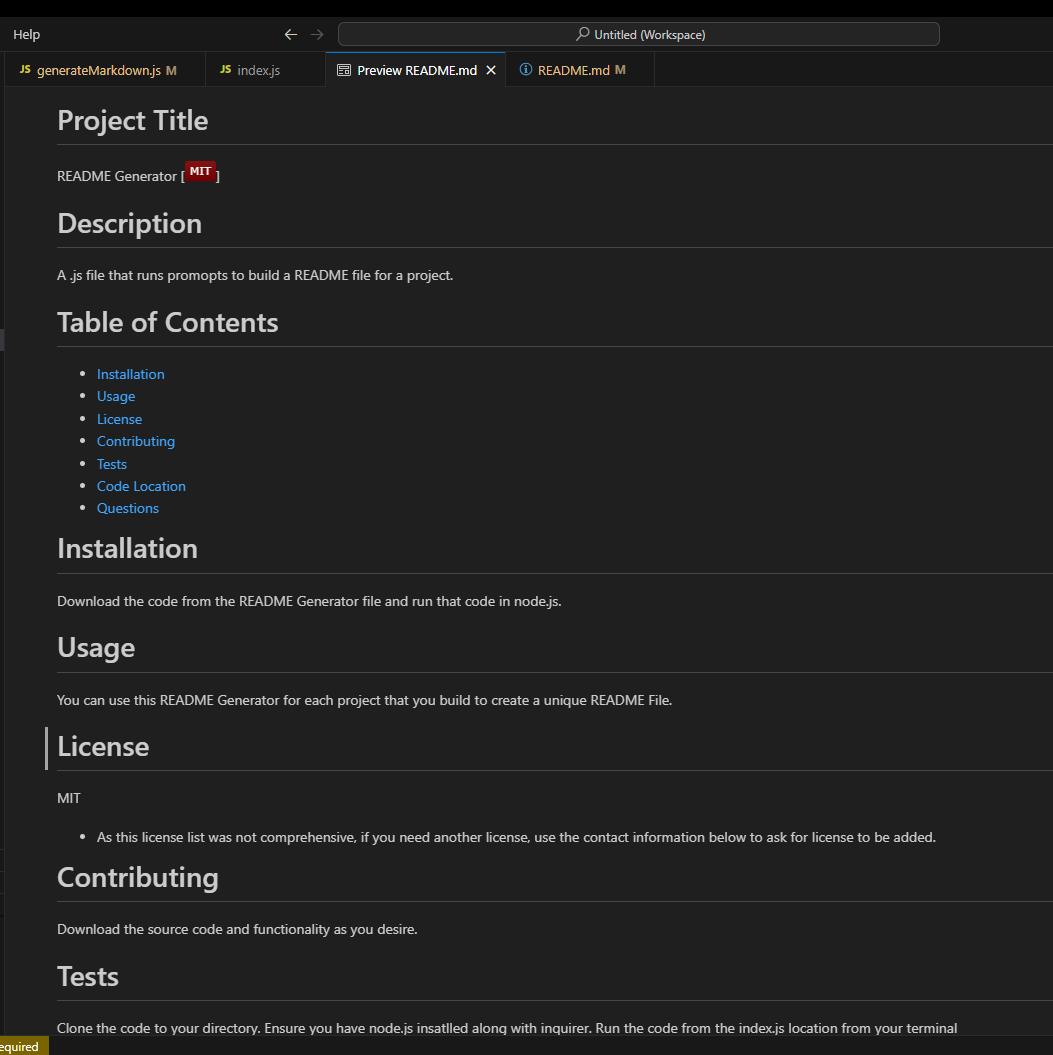 Help
Untitled (Workspace)
JS generateMarkdown.js M
JS index.js
Preview README.md
README.md M
Project Title
README Generator [MIT]
Description
A .js file that runs promopts to build a README file for a project.
Table of Contents
Installation
Usage
License
Contributing
Tests
Code Location
Questions
Installation
Download the code from the README Generator file and run that code in node.js.
Usage
You can use this README Generator for each project that you build to create a unique README File.
License
MIT
As this license list was not comprehensive, if you need another license, use the contact information below to ask for license to be added.
Contributing
Download the source code and functionality as you desire.
Tests
Clone the code to your directory. Ensure you have node.js insatlled along with inquirer. Run the code from the index.js location from your terminal
equired